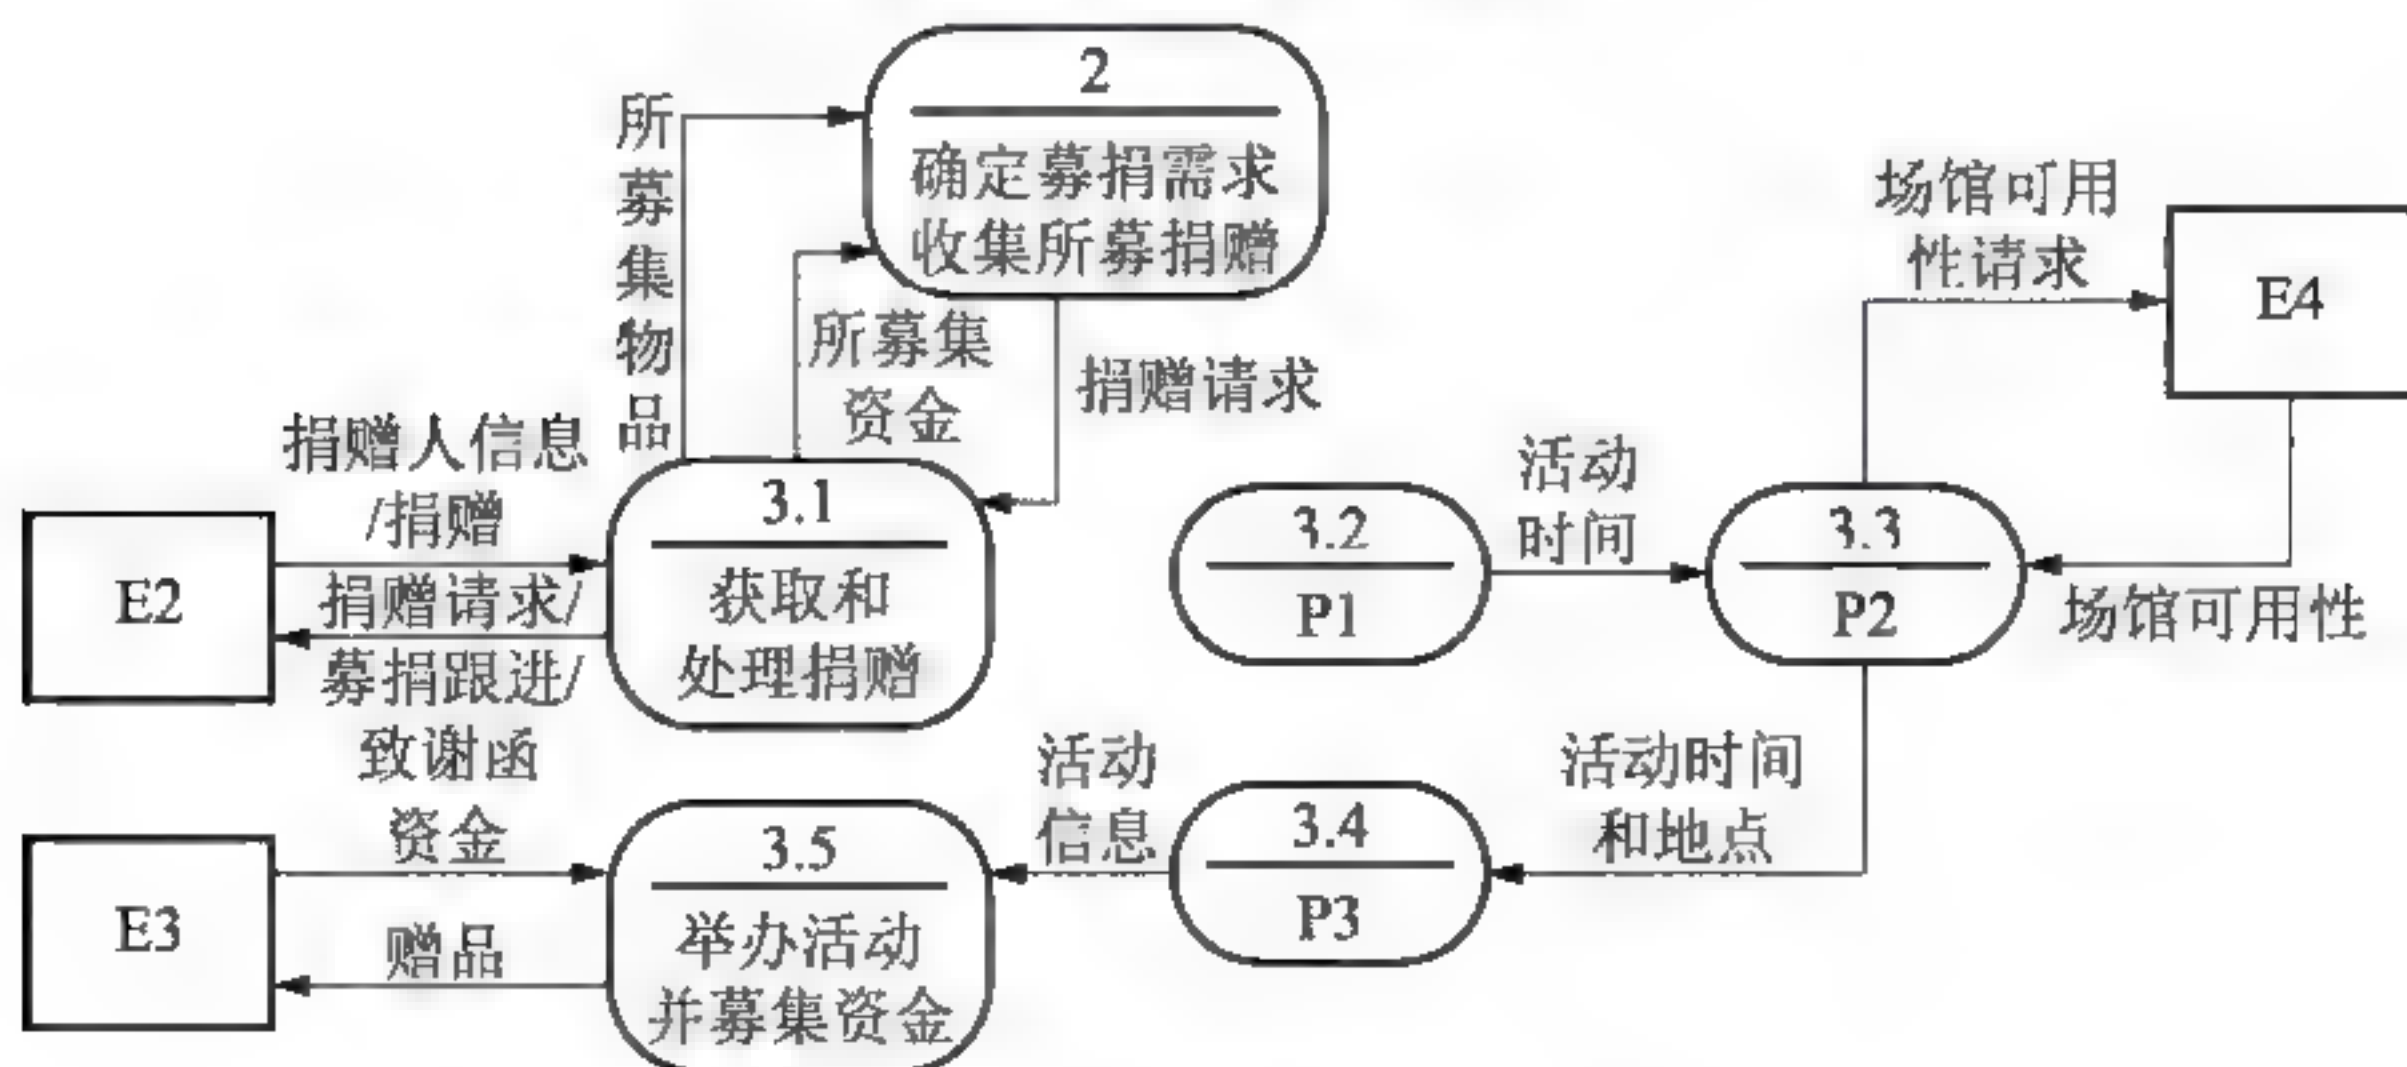 2
确定募捐需求
收集所募捐赠
所
募
集
物
品
所募集
资金
捐赠请求
场馆可用
性请求
E4
捐赠人信息
/捐赠
捐赠请求/
募捐跟进/
致谢函
E2
3.1
获取和
处理捐赠
3.2
P1
活动
时间
3.3
P2
场馆可用性
资金
E3
赠品
3.5
举办活动
并募集资金
活动
信息
3.4
P3
活动时间
和地点